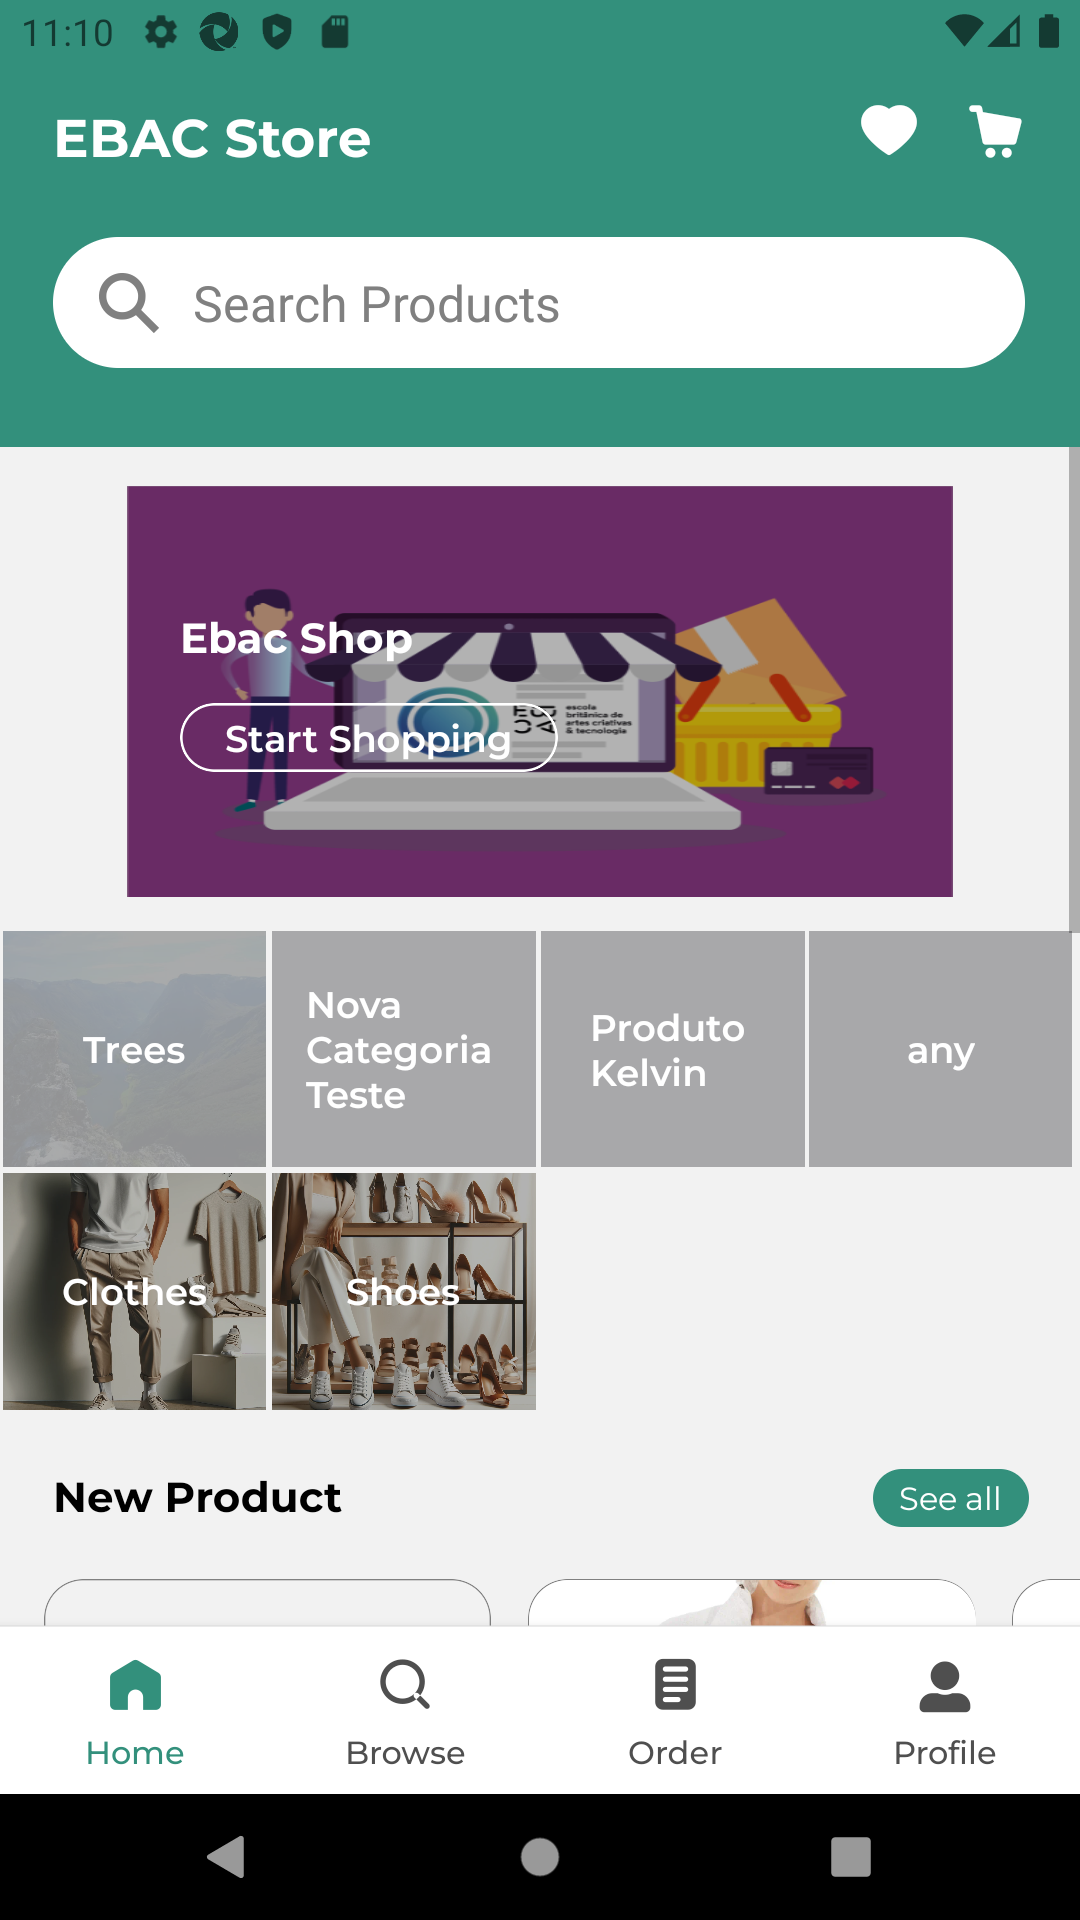 11:10
EBAC Store
Search Products
Ebac Shop
Start Shopping
escola
britânica de
artes criativas
& tecnologia
Trees
Nova
Categoria
Teste
Produto
Kelvin
any
Clothes
Shoes
New Product
See all
Home
Browse
Order
Profile